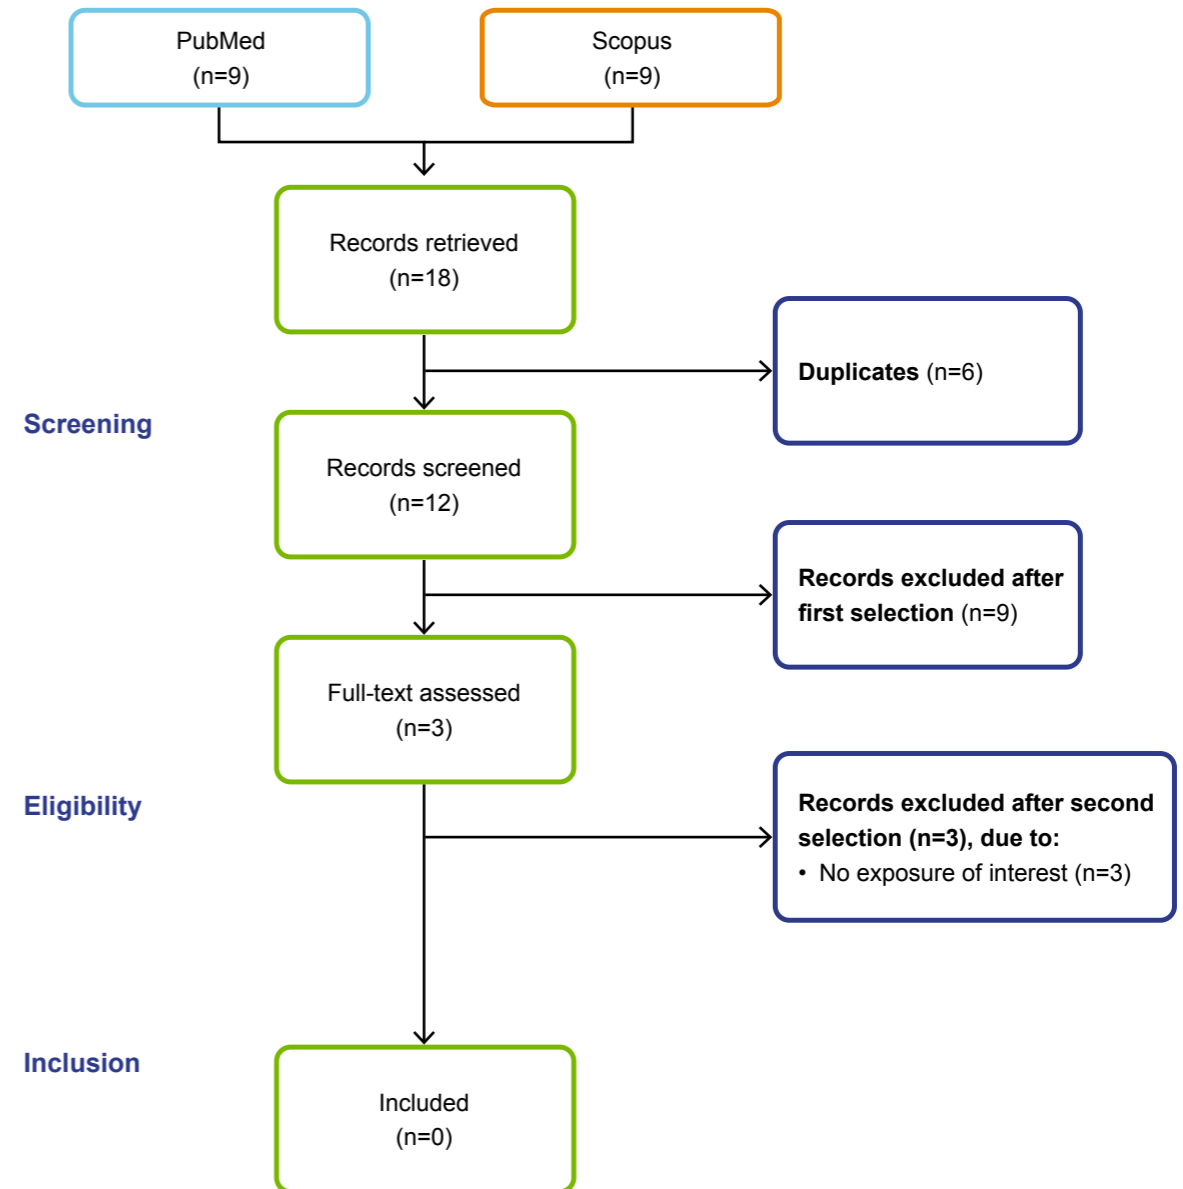 PubMed
(n=9)
Scopus
(n=9)
Records retrieved
(n=18)
Duplicates (n=6)
Screening
Records screened
(n=12)
Records excluded after
first selection (n=9)
Full-text assessed
(n=3)
Eligibility
Records excluded after second
selection (n=3), due to:
• No exposure of interest (n=3)
Inclusion
Included
(n=0)